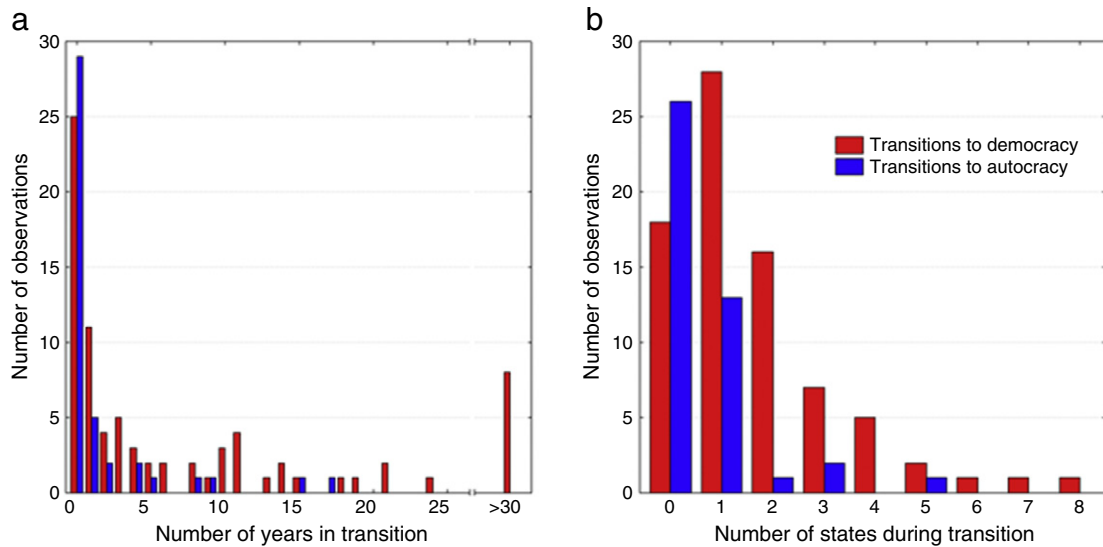 a
30
25
20
15
10
5
0
Number of observations
0 5 10 15 20 25 >30
Number of years in transition
b
30
25
20
15
10
5
0
Number of observations
Transitions to democracy
Transitions to autocracy
0 1 2 3 4 5 6 7 8
Number of states during transition